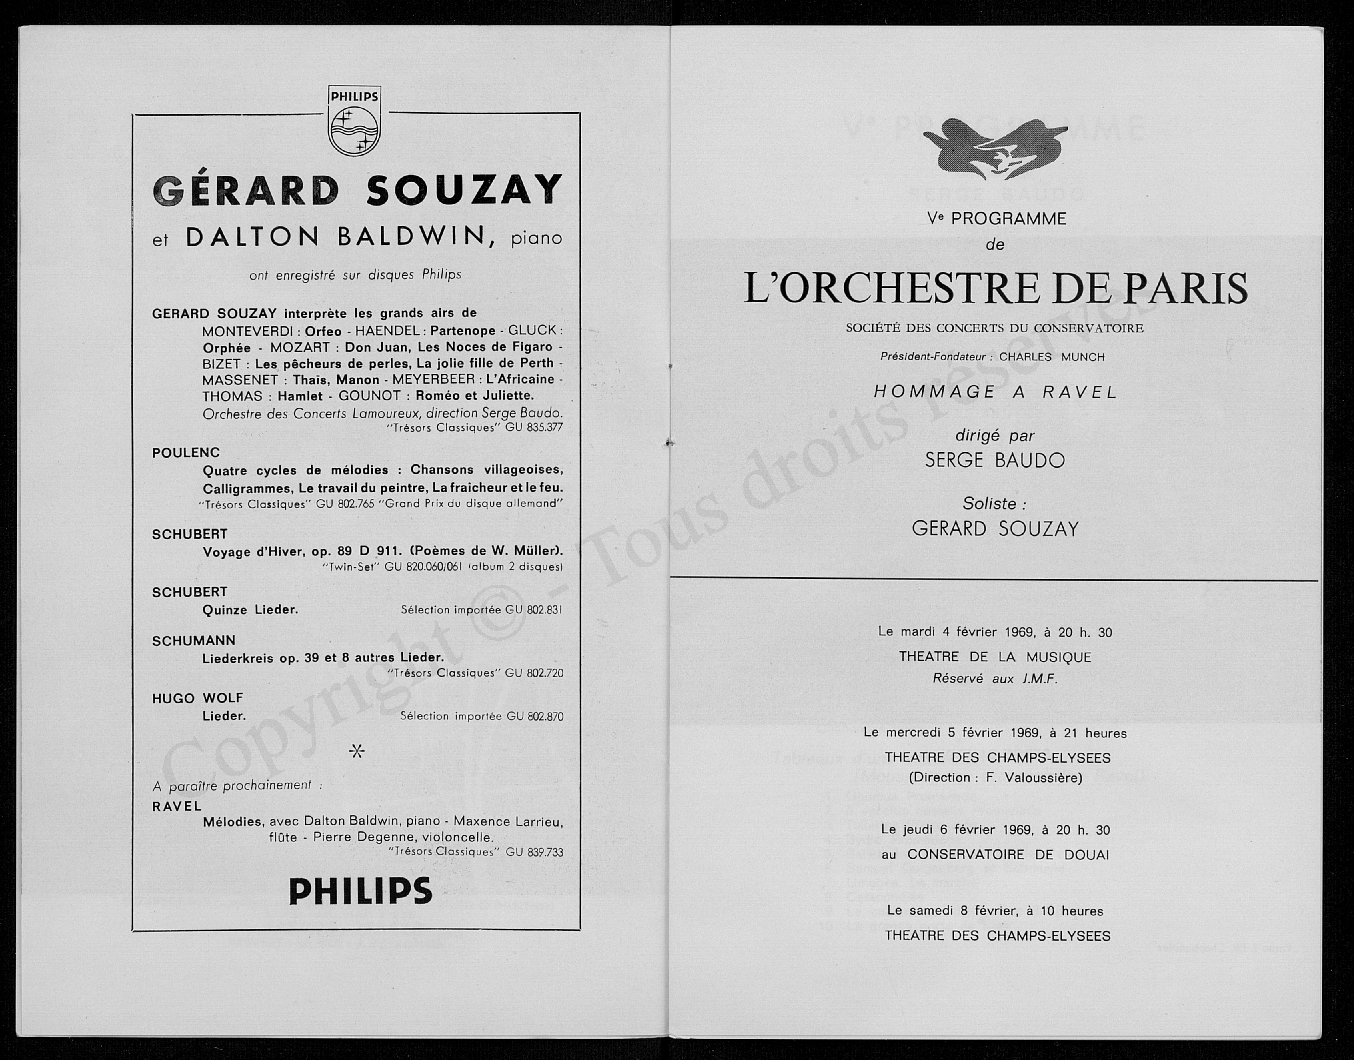 PHILIPS
GÉRARD SOUZAY
et DALTON BALDWIN, piano
ont enregistré sur disques Philips
GERARD SOUZAY interprète les grands airs de
MONTEVERDI : Orfeo - HAENDEL : Partenope - GLUCK :
Orphée - MOZART : Don Juan, Les Noces de Figaro -
BIZET : Les pêcheurs de perles, La jolie fille de Perth -
MASSENET : Thais, Manon - MEYERBEER : L'Africaine -
THOMAS : Hamlet - GOUNOT : Roméo et Juliette.
Orchestre des Concerts Lamoureux, direction Serge Baudo.
"Trésors Classiques" GU 835.377
POULENC
Quatre cycles de mélodies : Chansons villageoises,
Calligrammes, Le travail du peintre, La fraicheur et le feu.
"Trésors Classiques" GU 802.765 "Grand Prix du disque allemand"
SCHUBERT
Voyage d'Hiver, op. 89 D 911. (Poèmes de W. Müller).
"Twin-Set" GU 820.060/061 (album 2 disques)
SCHUBERT
Quinze Lieder. Sélection importée GU 802.831
SCHUMANN
Liederkreis op. 39 et 8 autres Lieder.
"Trésors Classiques" GU 802.720
HUGO WOLF
Lieder. Sélection importée GU 802.870
A paraître prochainement :
RAVEL
Mélodies, avec Dalton Baldwin, piano - Maxence Larrieu,
flûte - Pierre Degenne, violoncelle.
"Trésors Classiques" GU 839.733
PHILIPS
Ve PROGRAMME
de
L'ORCHESTRE DE PARIS
SOCIÉTÉ DES CONCERTS DU CONSERVATOIRE
Président-Fondateur : CHARLES MUNCH
HOMMAGE A RAVEL
dirigé par
SERGE BAUDO
Soliste :
GERARD SOUZAY
Le mardi 4 février 1969, à 20 h. 30
THEATRE DE LA MUSIQUE
Réservé aux J.M.F.
Le mercredi 5 février 1969, à 21 heures
THEATRE DES CHAMPS-ELYSEES
(Direction : F. Valoussière)
Le jeudi 6 février 1969, à 20 h. 30
au CONSERVATOIRE DE DOUAI
Le samedi 8 février, à 10 heures
THEATRE DES CHAMPS-ELYSEES
Copyright © - Tous droits réservés